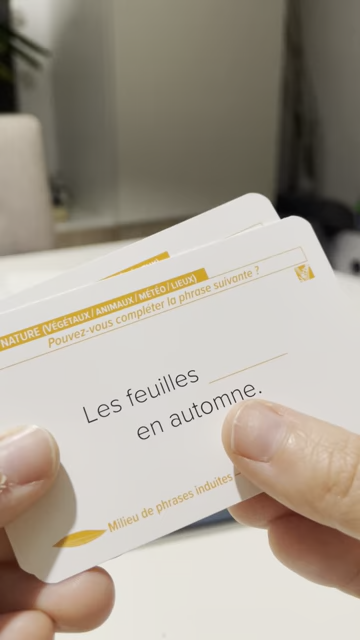 NATURE (VÉGÉTAUX / ANIMAUX / MÉTÉO / LIEUX)
Pouvez-vous compléter la phrase suivante ?
Les feuilles ________
en automne.
Milieu de phrases induites